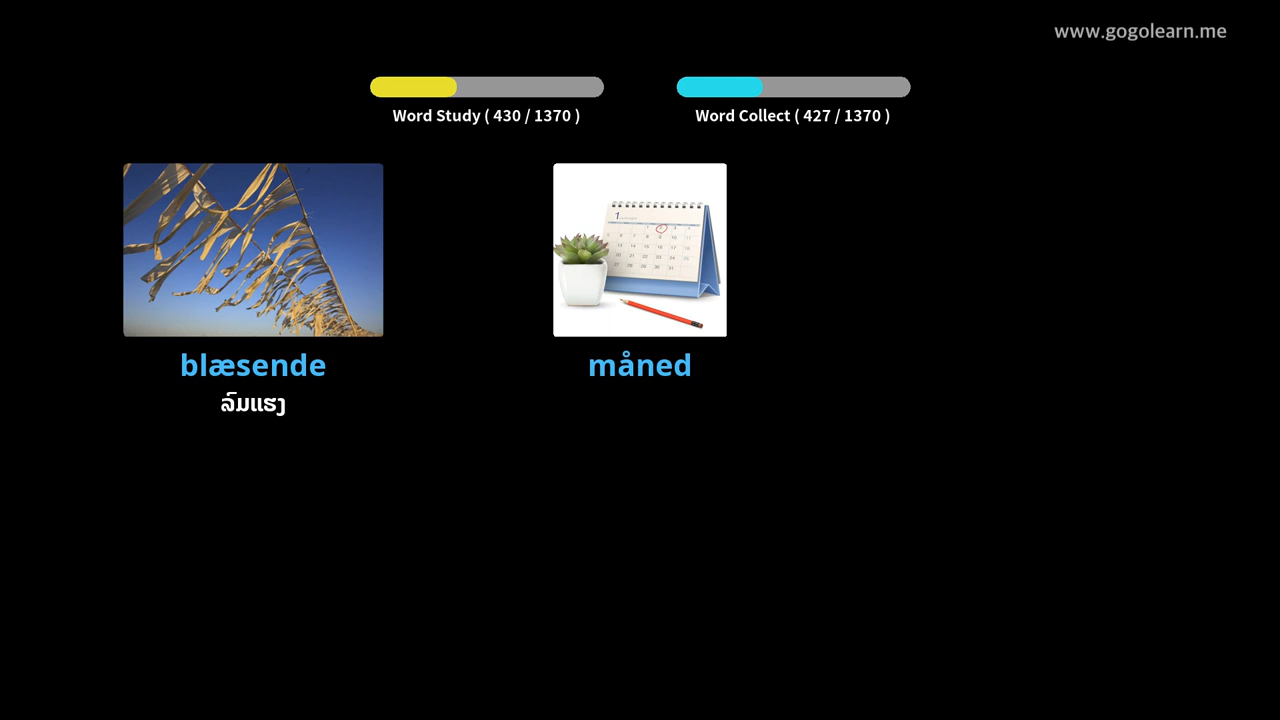 www.gogolearn.me
Word Study ( 430 / 1370 )
Word Collect ( 427 / 1370 )
blæsende
ລົມແຮງ
måned